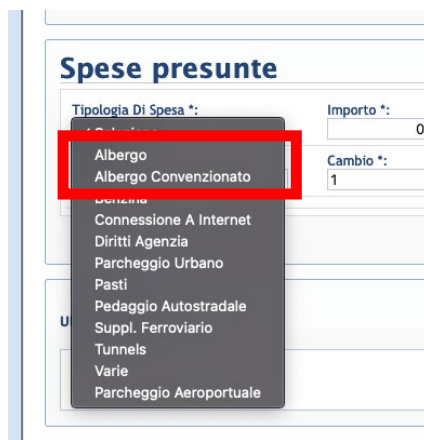 Spese presunte
Tipologia Di Spesa *: Importo *:
0
Albergo
Cambio *:
Albergo Convenzionato
1
Benzina
Connessione A Internet
Diritti Agenzia
Parcheggio Urbano
Pasti
Pedaggio Autostradale
Suppl. Ferroviario
Tunnels
Varie
Parcheggio Aeroportuale